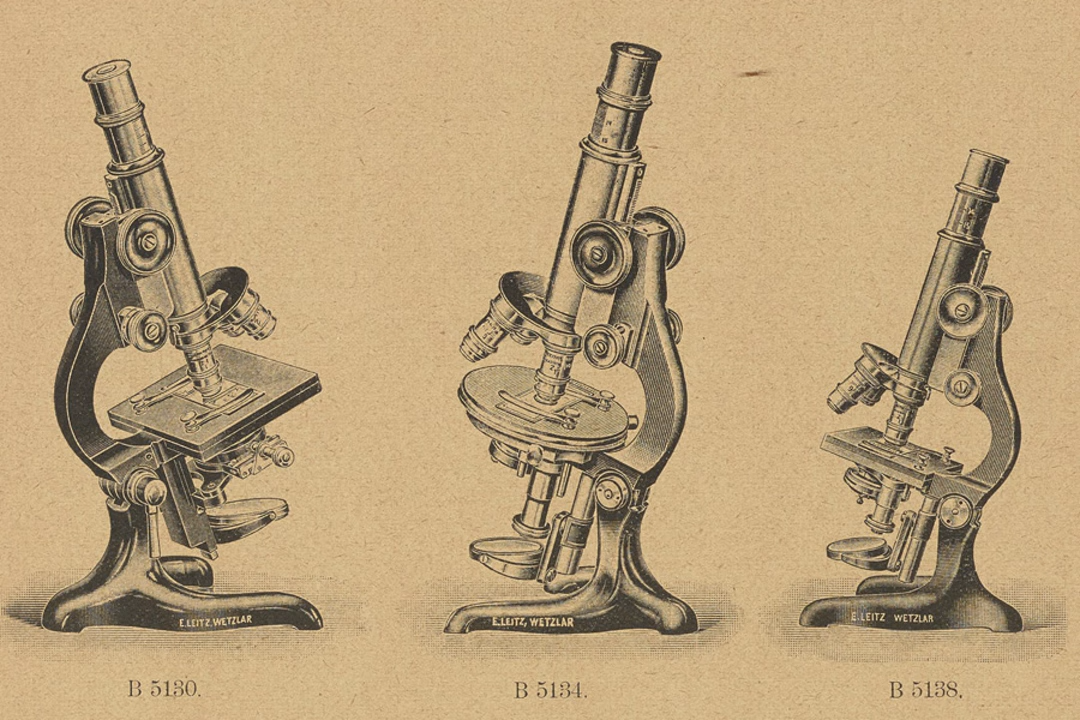 E.LEITZ, WETZLAR
E.LEITZ, WETZLAR
E.LEITZ WETZLAR
B 5130.
B 5134.
B 5138.